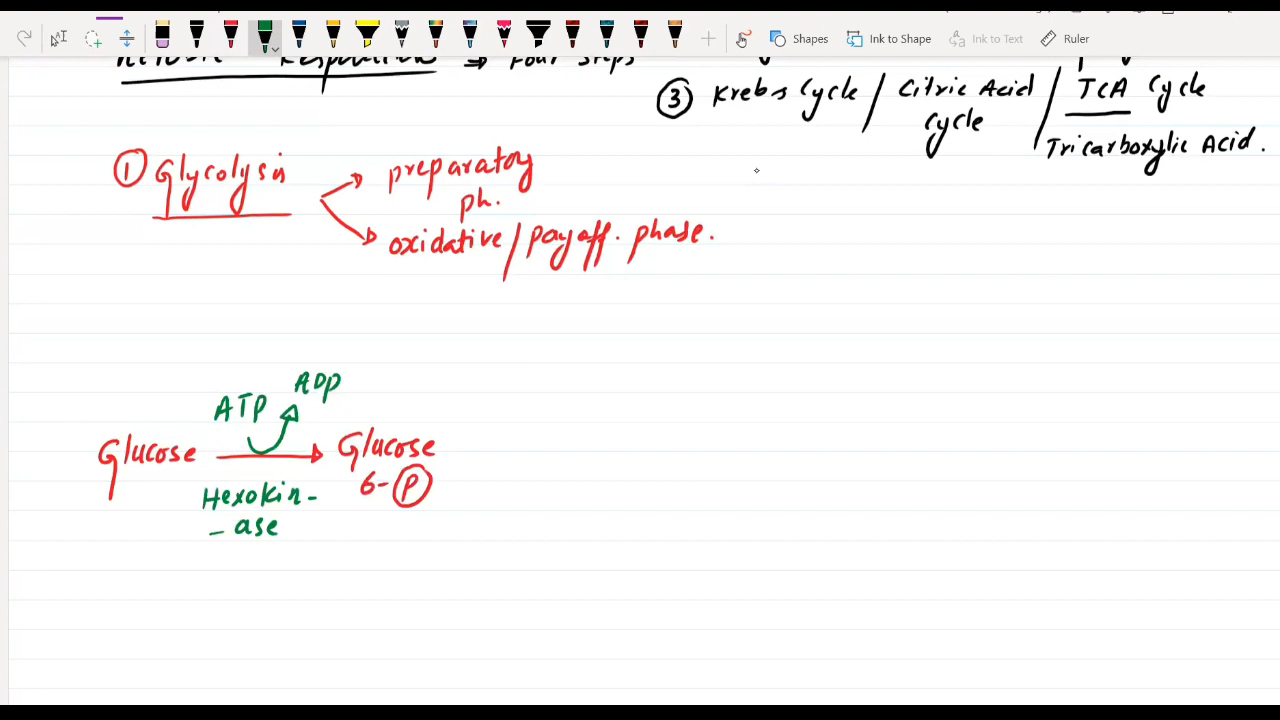 Shapes
Ink to Shape
Ink to Text
Ruler
Respiration → Four Steps
③ Krebs Cycle / Citric Acid Cycle / TCA Cycle
Tricarboxylic Acid.
① Glycolysis
preparatory
ph.
oxidative/payoff. phase.
ATP
ADP
Glucose
Glucose
6-P
Hexokin-
-ase